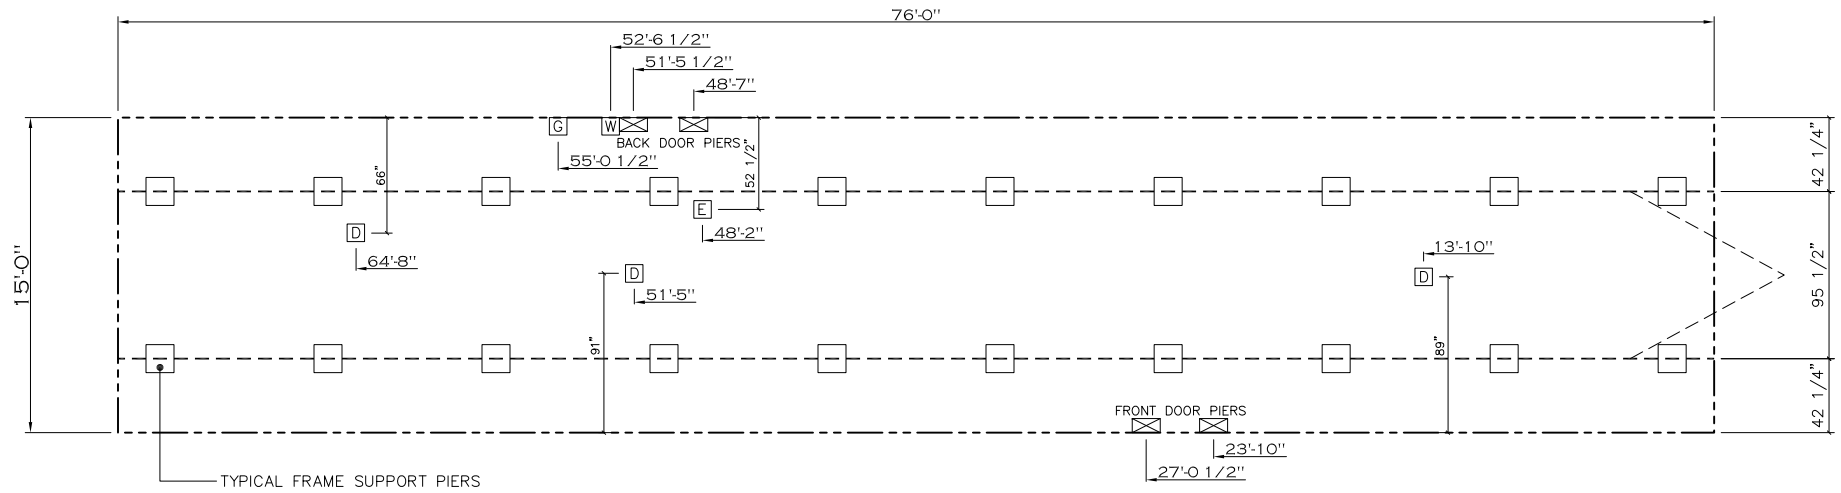 76'-0"
52'-6 1/2"
51'-5 1/2"
48'-7"
G
W
BACK DOOR PIERS
55'-0 1/2"
66"
52 1/2"
42 1/4"
E
D
48'-2"
13'-10"
64'-8"
D
D
51'-5"
15'-0"
95 1/2"
91"
89"
42 1/4"
FRONT DOOR PIERS
23'-10"
27'-0 1/2"
TYPICAL FRAME SUPPORT PIERS